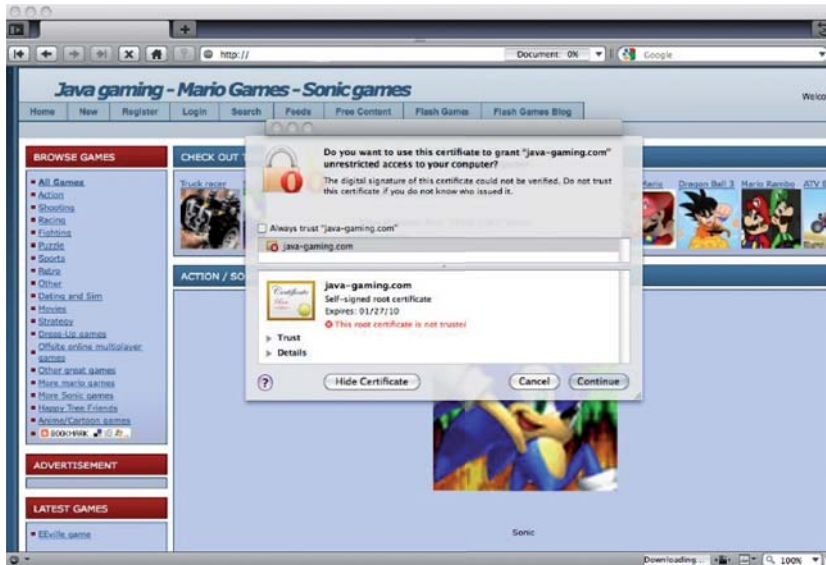 http://
Document: 0%
Google
Java gaming - Mario Games - Sonic games
Home New Register Login Search Feeds Free Content Flash Games Flash Games Blog
BROWSE GAMES
All Games
Action
Shooting
Racing
Fighting
Puzzle
Sports
Retro
Other
Dating and Sim
Movies
Strategy
Dress-Up games
Offsite online multiplayer
games
Other great games
More mario games
More Sonic games
Happy Tree Friends
Anime/Cartoon games
BOOKMARK
ADVERTISEMENT
LATEST GAMES
EEville game
CHECK OUT
Truck racer
Dragon Ball 3 Mario Rambo ATV
ACTION / SO
Do you want to use this certificate to grant "java-gaming.com"
unrestricted access to your computer?
The digital signature of this certificate could not be verified. Do not trust
this certificate if you do not know who issued it.
Always trust "java-gaming.com"
java-gaming.com
Certificate
java-gaming.com
Self-signed root certificate
Expires: 01/27/10
This root certificate is not trusted
Trust
Details
?
Hide Certificate
Cancel
Continue
Sonic
Downloading...
100%